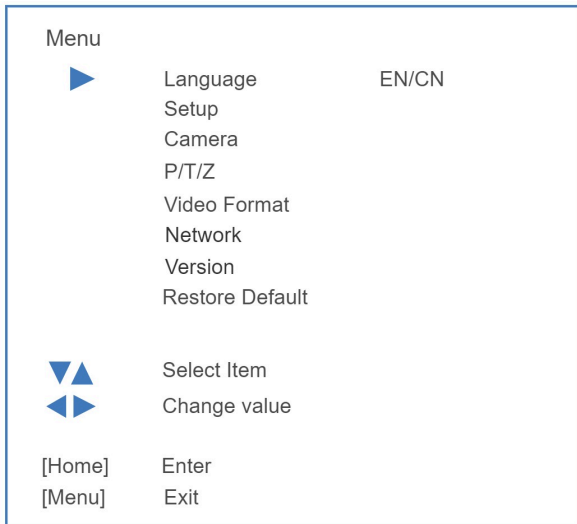 Menu
Language EN/CN
Setup
Camera
P/T/Z
Video Format
Network
Version
Restore Default
Select Item
Change value
[Home] Enter
[Menu] Exit